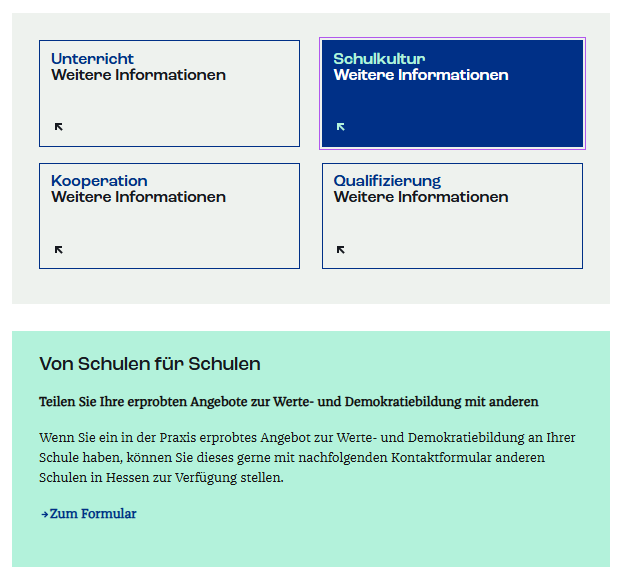 Unterricht
Weitere Informationen
Schulkultur
Weitere Informationen
Kooperation
Weitere Informationen
Qualifizierung
Weitere Informationen
Von Schulen für Schulen
Teilen Sie Ihre erprobten Angebote zur Werte- und Demokratiebildung mit anderen
Wenn Sie ein in der Praxis erprobtes Angebot zur Werte- und Demokratiebildung an Ihrer
Schule haben, können Sie dieses gerne mit nachfolgenden Kontaktformular anderen
Schulen in Hessen zur Verfügung stellen.
Zum Formular